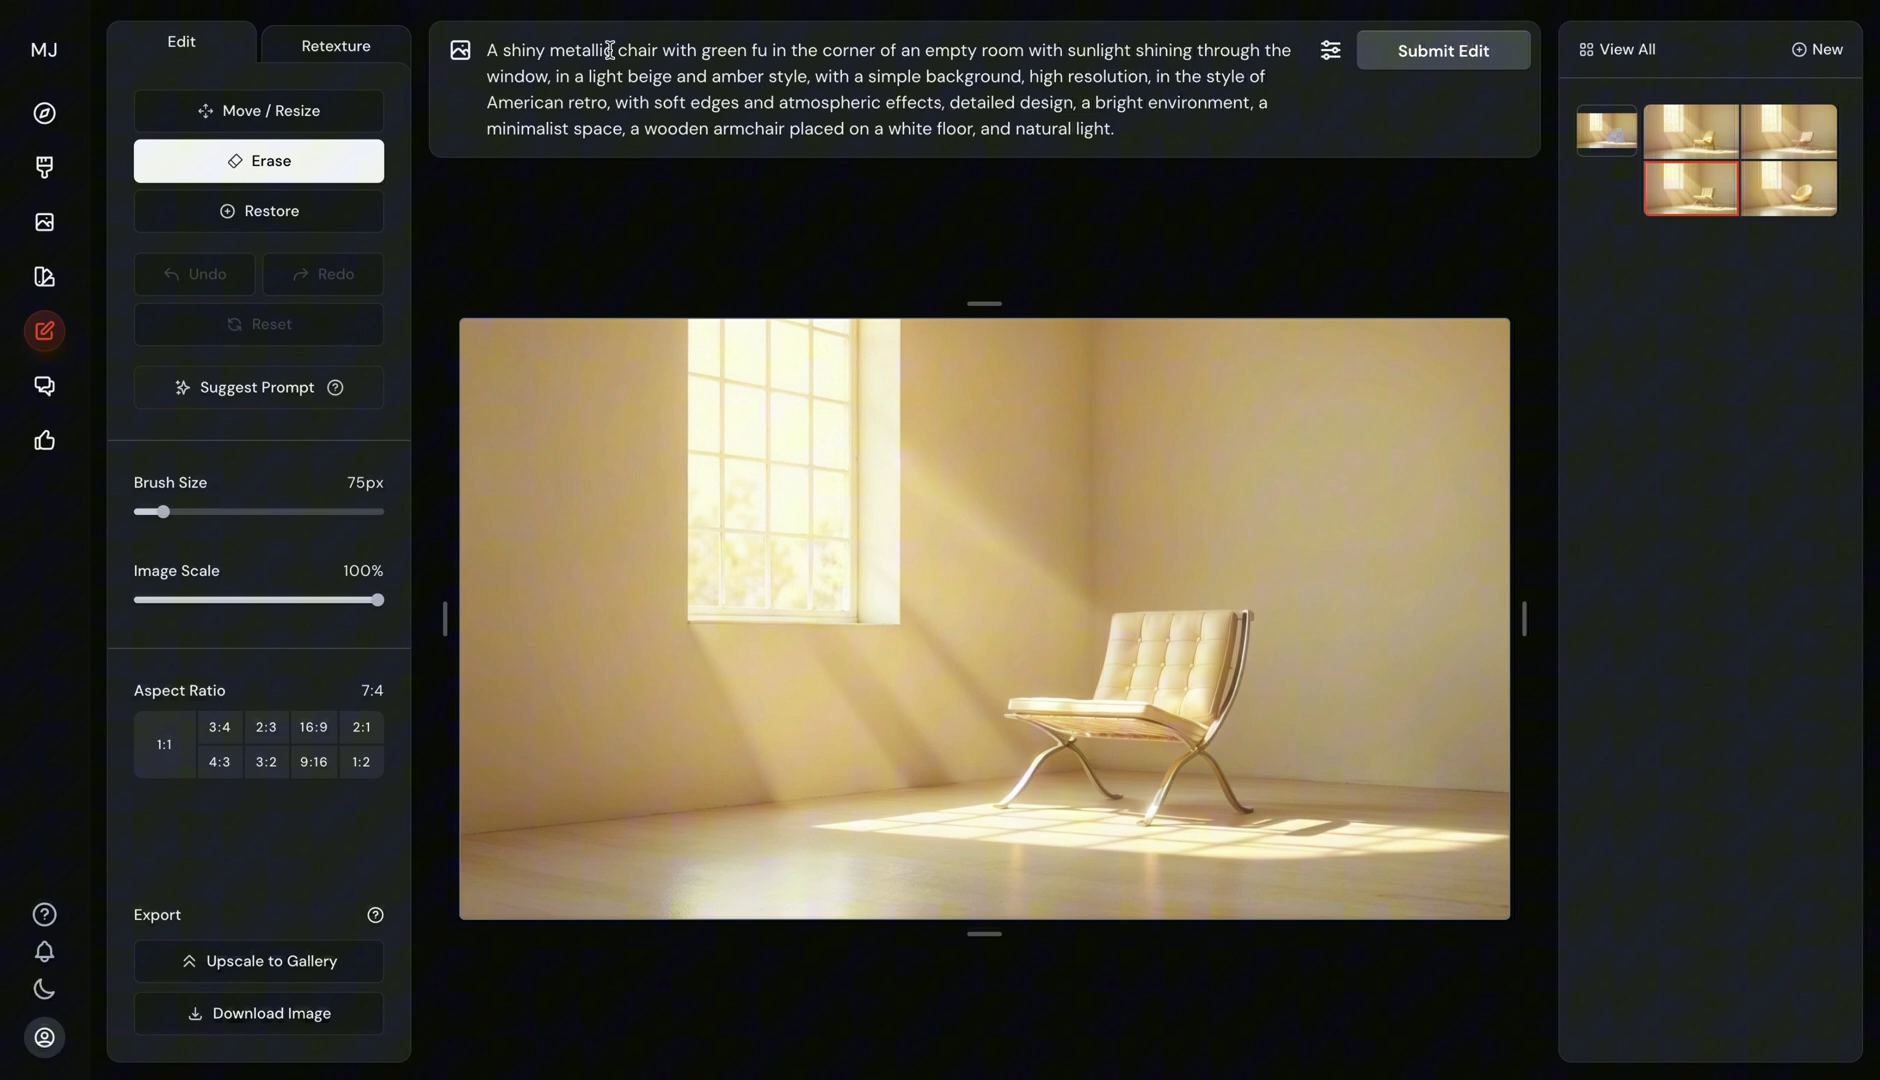 MJ
Edit
Retexture
Move / Resize
Erase
Restore
Undo
Redo
Reset
Suggest Prompt
Brush Size
75px
Image Scale
100%
Aspect Ratio
7:4
1:1
3:4
2:3
16:9
2:1
4:3
3:2
9:16
1:2
Export
Upscale to Gallery
Download Image
A shiny metallic chair with green fu in the corner of an empty room with sunlight shining through the
window, in a light beige and amber style, with a simple background, high resolution, in the style of
American retro, with soft edges and atmospheric effects, detailed design, a bright environment, a
minimalist space, a wooden armchair placed on a white floor, and natural light.
Submit Edit
View All
New